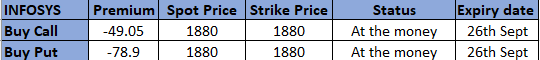 INFOSYS Premium Spot Price Strike Price Status Expiry date
Buy Call -49.05 1880 1880 At the money 26th Sept
Buy Put -78.9 1880 1880 At the money 26th Sept